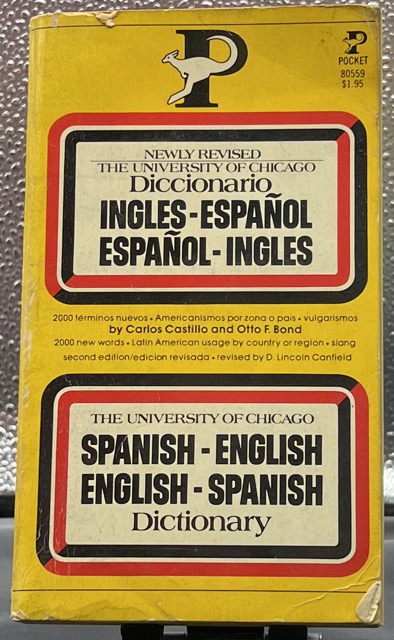 P
POCKET
80559
$1.95
NEWLY REVISED
THE UNIVERSITY OF CHICAGO
Diccionario
INGLES-ESPAÑOL
ESPAÑOL-INGLES
2000 términos nuevos • Americanismos por zona o país • vulgarismos
by Carlos Castillo and Otto F. Bond
2000 new words • Latin American usage by country or region • slang
second edition/edicion revisada • revised by D. Lincoln Canfield
THE UNIVERSITY OF CHICAGO
SPANISH-ENGLISH
ENGLISH-SPANISH
Dictionary